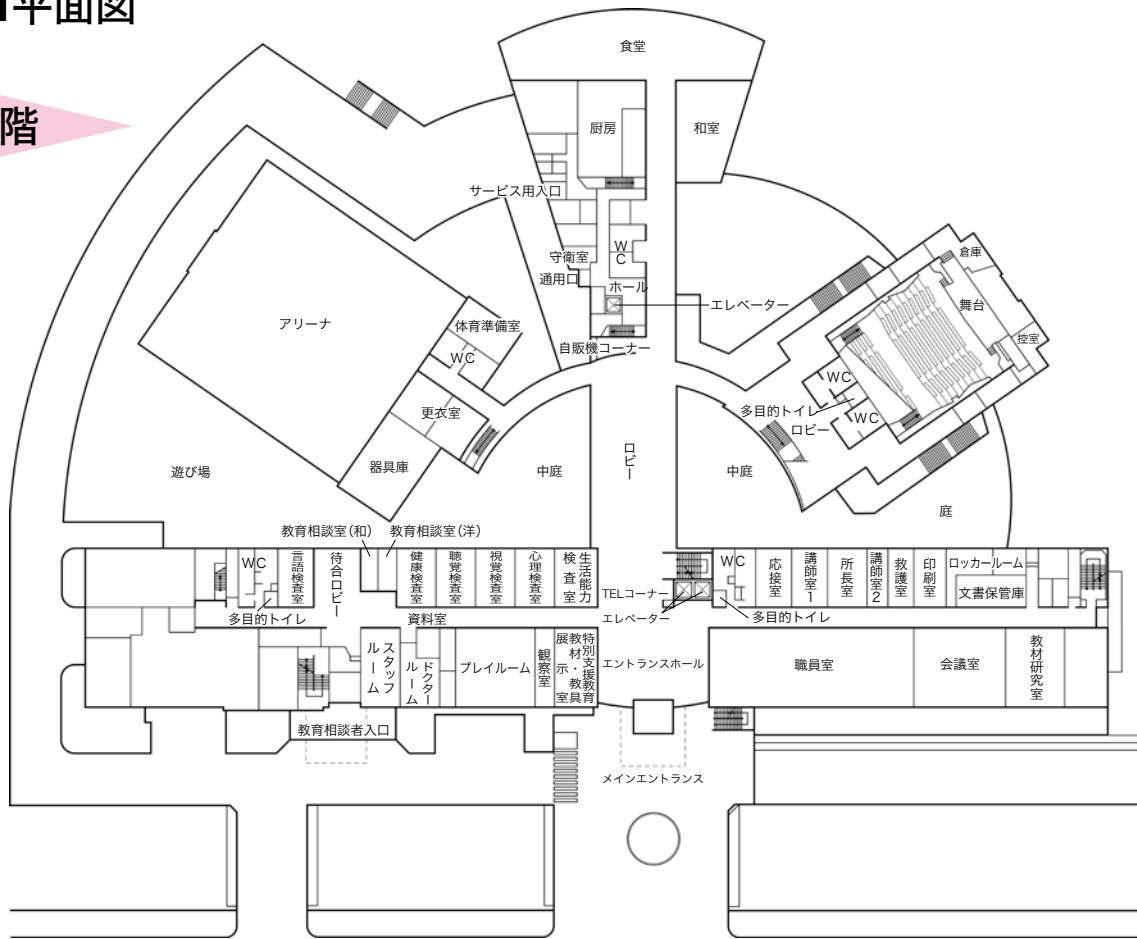 平面図
階
食堂
厨房
和室
サービス用入口
守衛室
WC
通用口
ホール
エレベーター
自販機コーナー
倉庫
舞台
控室
WC
多目的トイレ
WC
ロビー
アリーナ
体育準備室
WC
更衣室
器具庫
遊び場
中庭
ロビー
中庭
庭
教育相談室(和)
教育相談室(洋)
WC
言語検査室
待合ロビー
健康検査室
聴覚検査室
視覚検査室
心理検査室
生活能力検査室
TELコーナー
エレベーター
WC
応接室
講師室1
所長室
講師室2
救護室
印刷室
ロッカールーム
文書保管庫
多目的トイレ
資料室
多目的トイレ
スタッフルーム
ドクタールーム
プレイルーム
観察室
特別支援教育
教材・教具
展示室
エントランスホール
職員室
会議室
教材研究室
教育相談者入口
メインエントランス